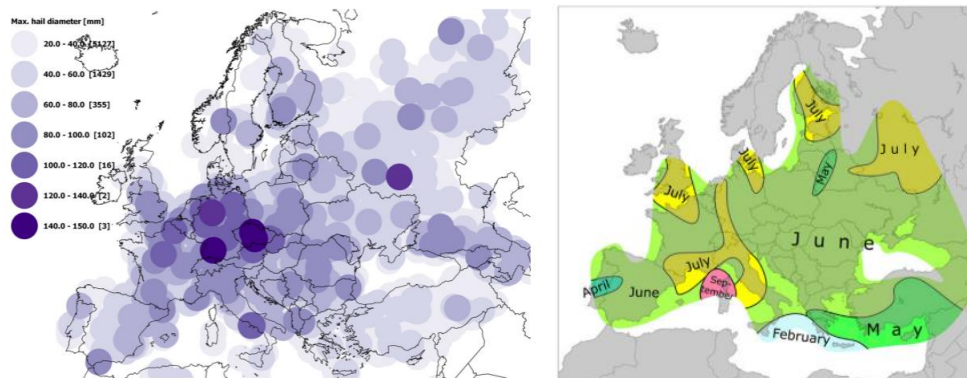 Max. hail diameter [mm]
20.0 - 40.0 [5127]
40.0 - 60.0 [1429]
60.0 - 80.0 [355]
80.0 - 100.0 [102]
100.0 - 120.0 [16]
120.0 - 140.0 [2]
140.0 - 150.0 [3]
July
July
July
July
May
June
July
April
June
Sep-
tember
February
May